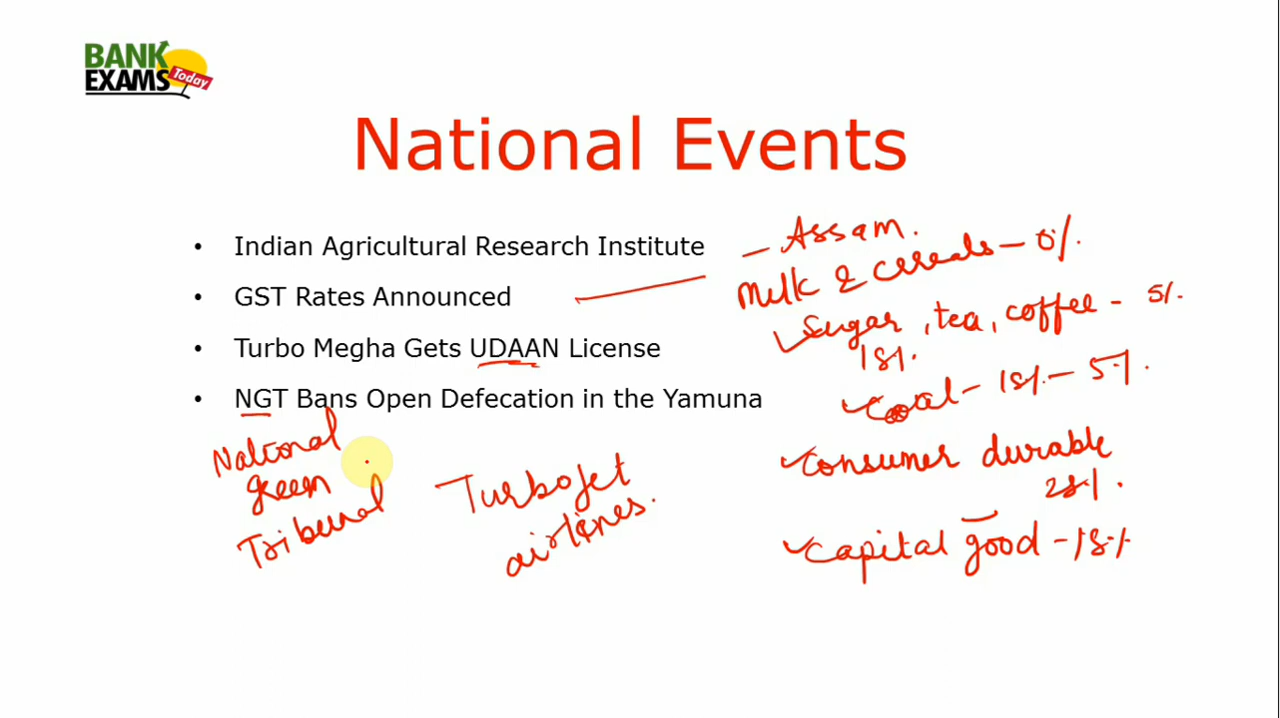 BANK
EXAMS Today
National Events
• Indian Agricultural Research Institute
– Assam.
• GST Rates Announced
Milk & cereals – 0%
Sugar, tea, coffee – 5%
18%.
• Turbo Megha Gets UDAAN License
Coal – 18% – 5%
• NGT Bans Open Defecation in the Yamuna
National
green
Tribunal
Turbojet
airlines.
Consumer durable
28%.
Capital good – 18%